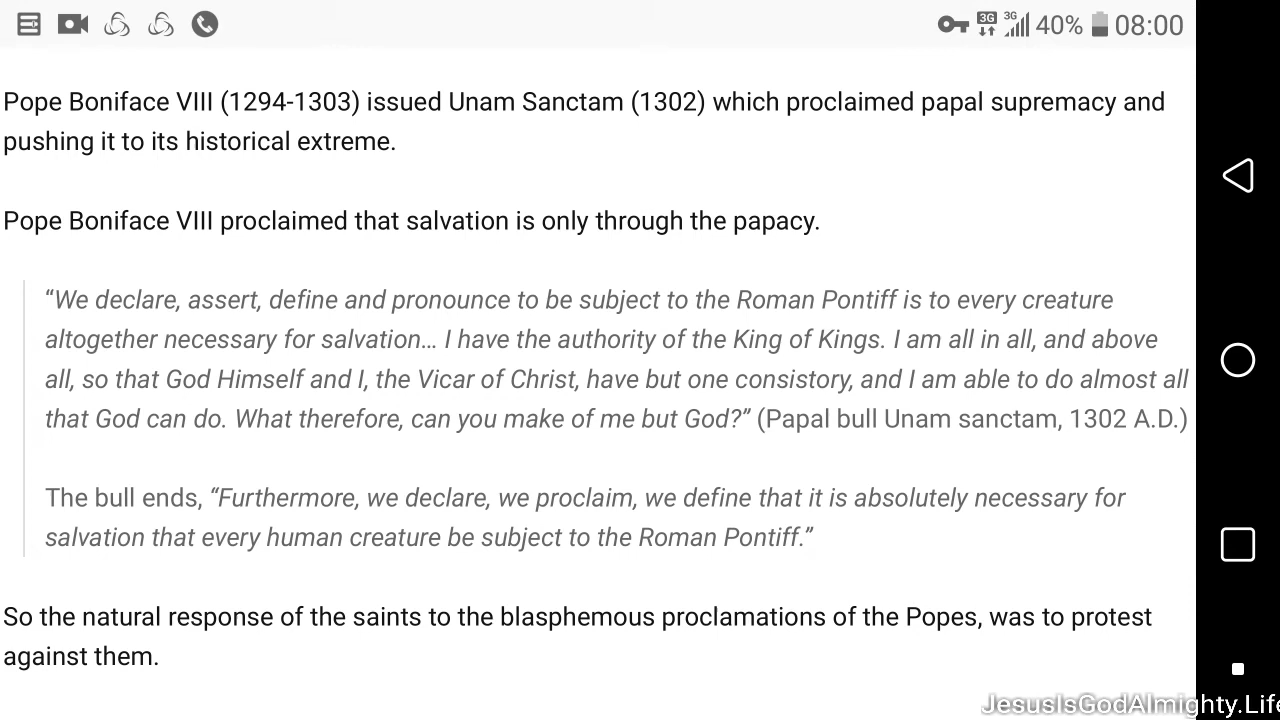 3G 3G 40% 08:00
Pope Boniface VIII (1294-1303) issued Unam Sanctam (1302) which proclaimed papal supremacy and
pushing it to its historical extreme.
Pope Boniface VIII proclaimed that salvation is only through the papacy.
“We declare, assert, define and pronounce to be subject to the Roman Pontiff is to every creature
altogether necessary for salvation… I have the authority of the King of Kings. I am all in all, and above
all, so that God Himself and I, the Vicar of Christ, have but one consistory, and I am able to do almost all
that God can do. What therefore, can you make of me but God?” (Papal bull Unam sanctam, 1302 A.D.)
The bull ends, “Furthermore, we declare, we proclaim, we define that it is absolutely necessary for
salvation that every human creature be subject to the Roman Pontiff.”
So the natural response of the saints to the blasphemous proclamations of the Popes, was to protest
against them.
JesusIsGodAlmighty.Life